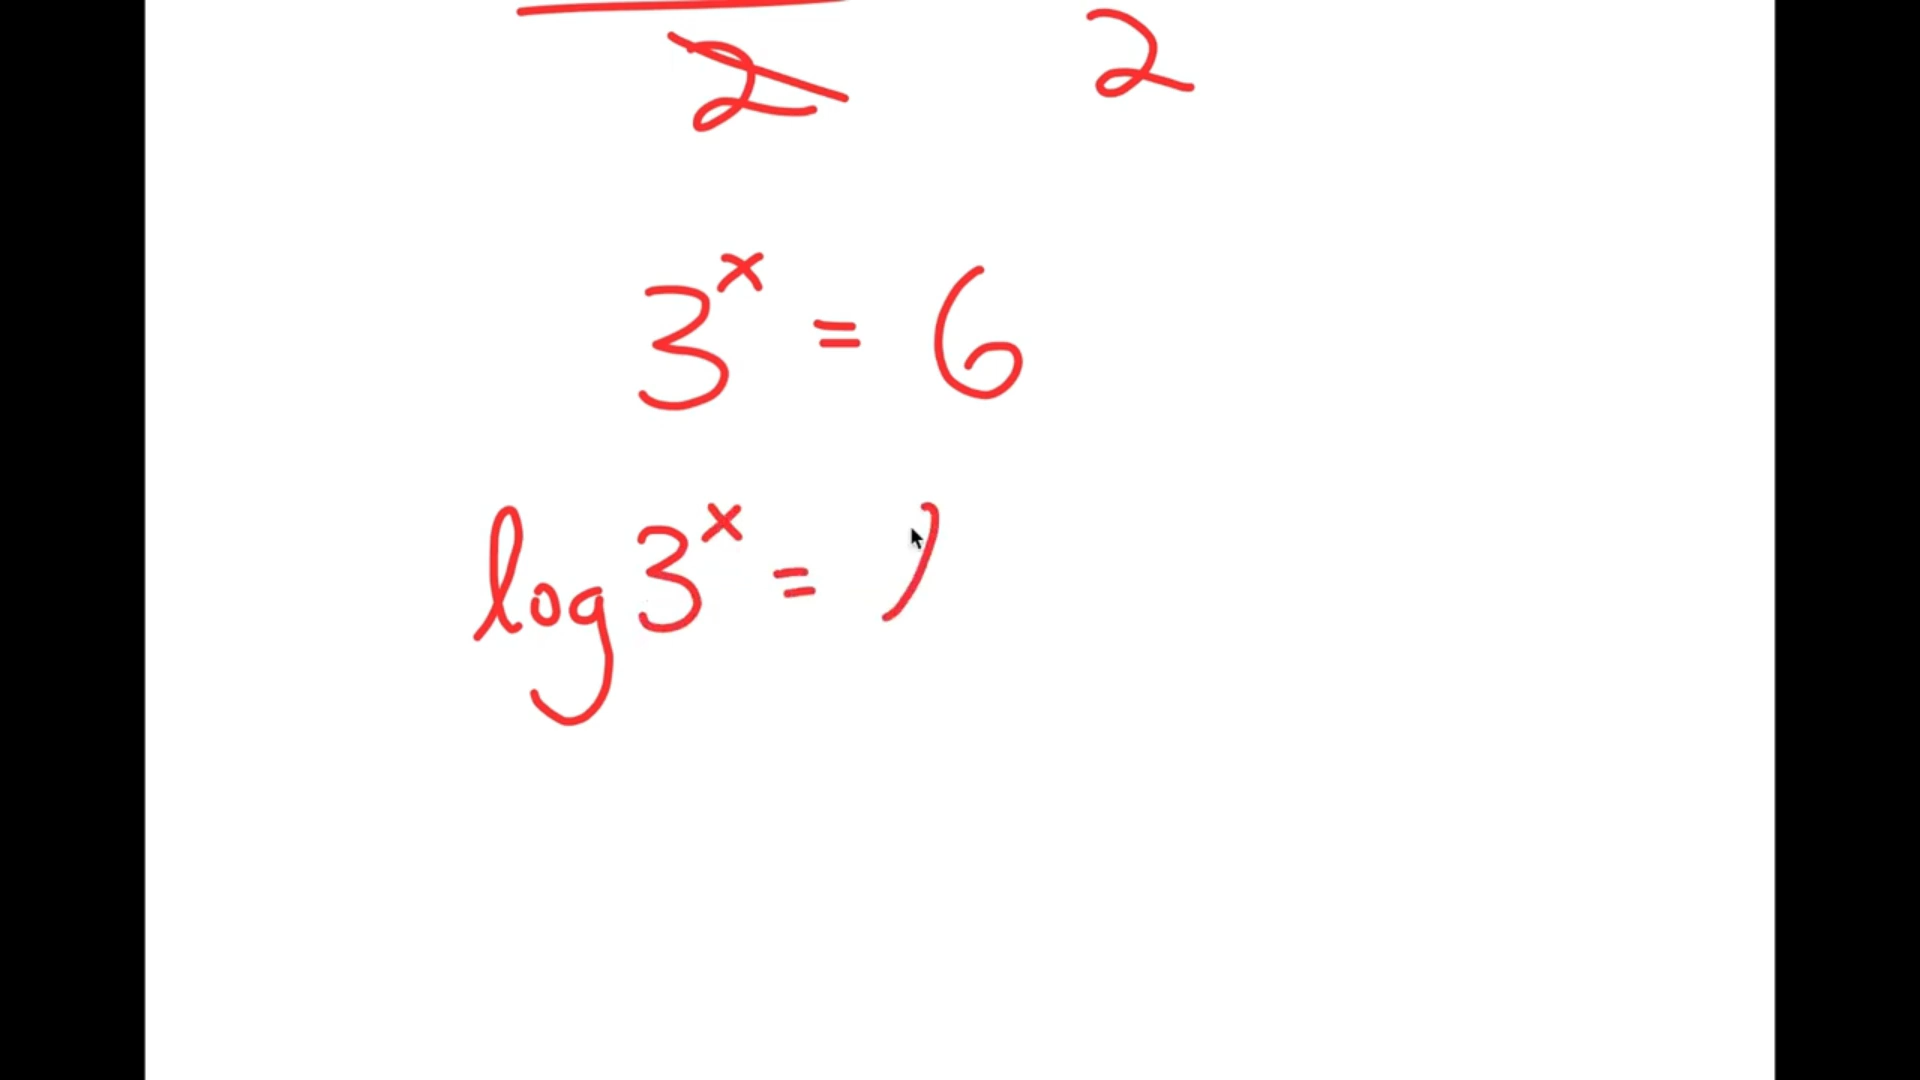 2 2
3^x = 6
log 3^x =